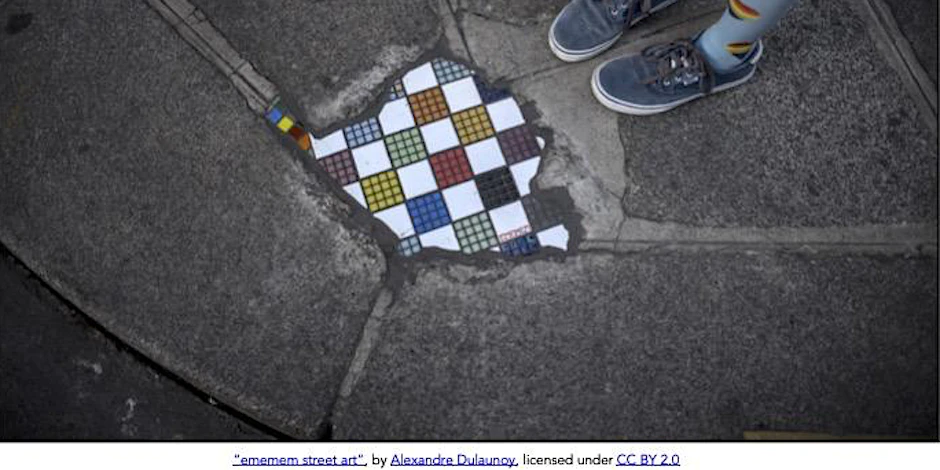 "ememem street art", by Alexandre Dulaunoy, licensed under CC BY 2.0